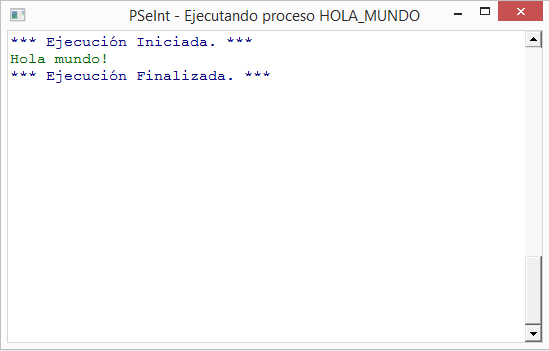 PSeInt - Ejecutando proceso HOLA_MUNDO
*** Ejecución Iniciada. ***
Hola mundo!
*** Ejecución Finalizada. ***